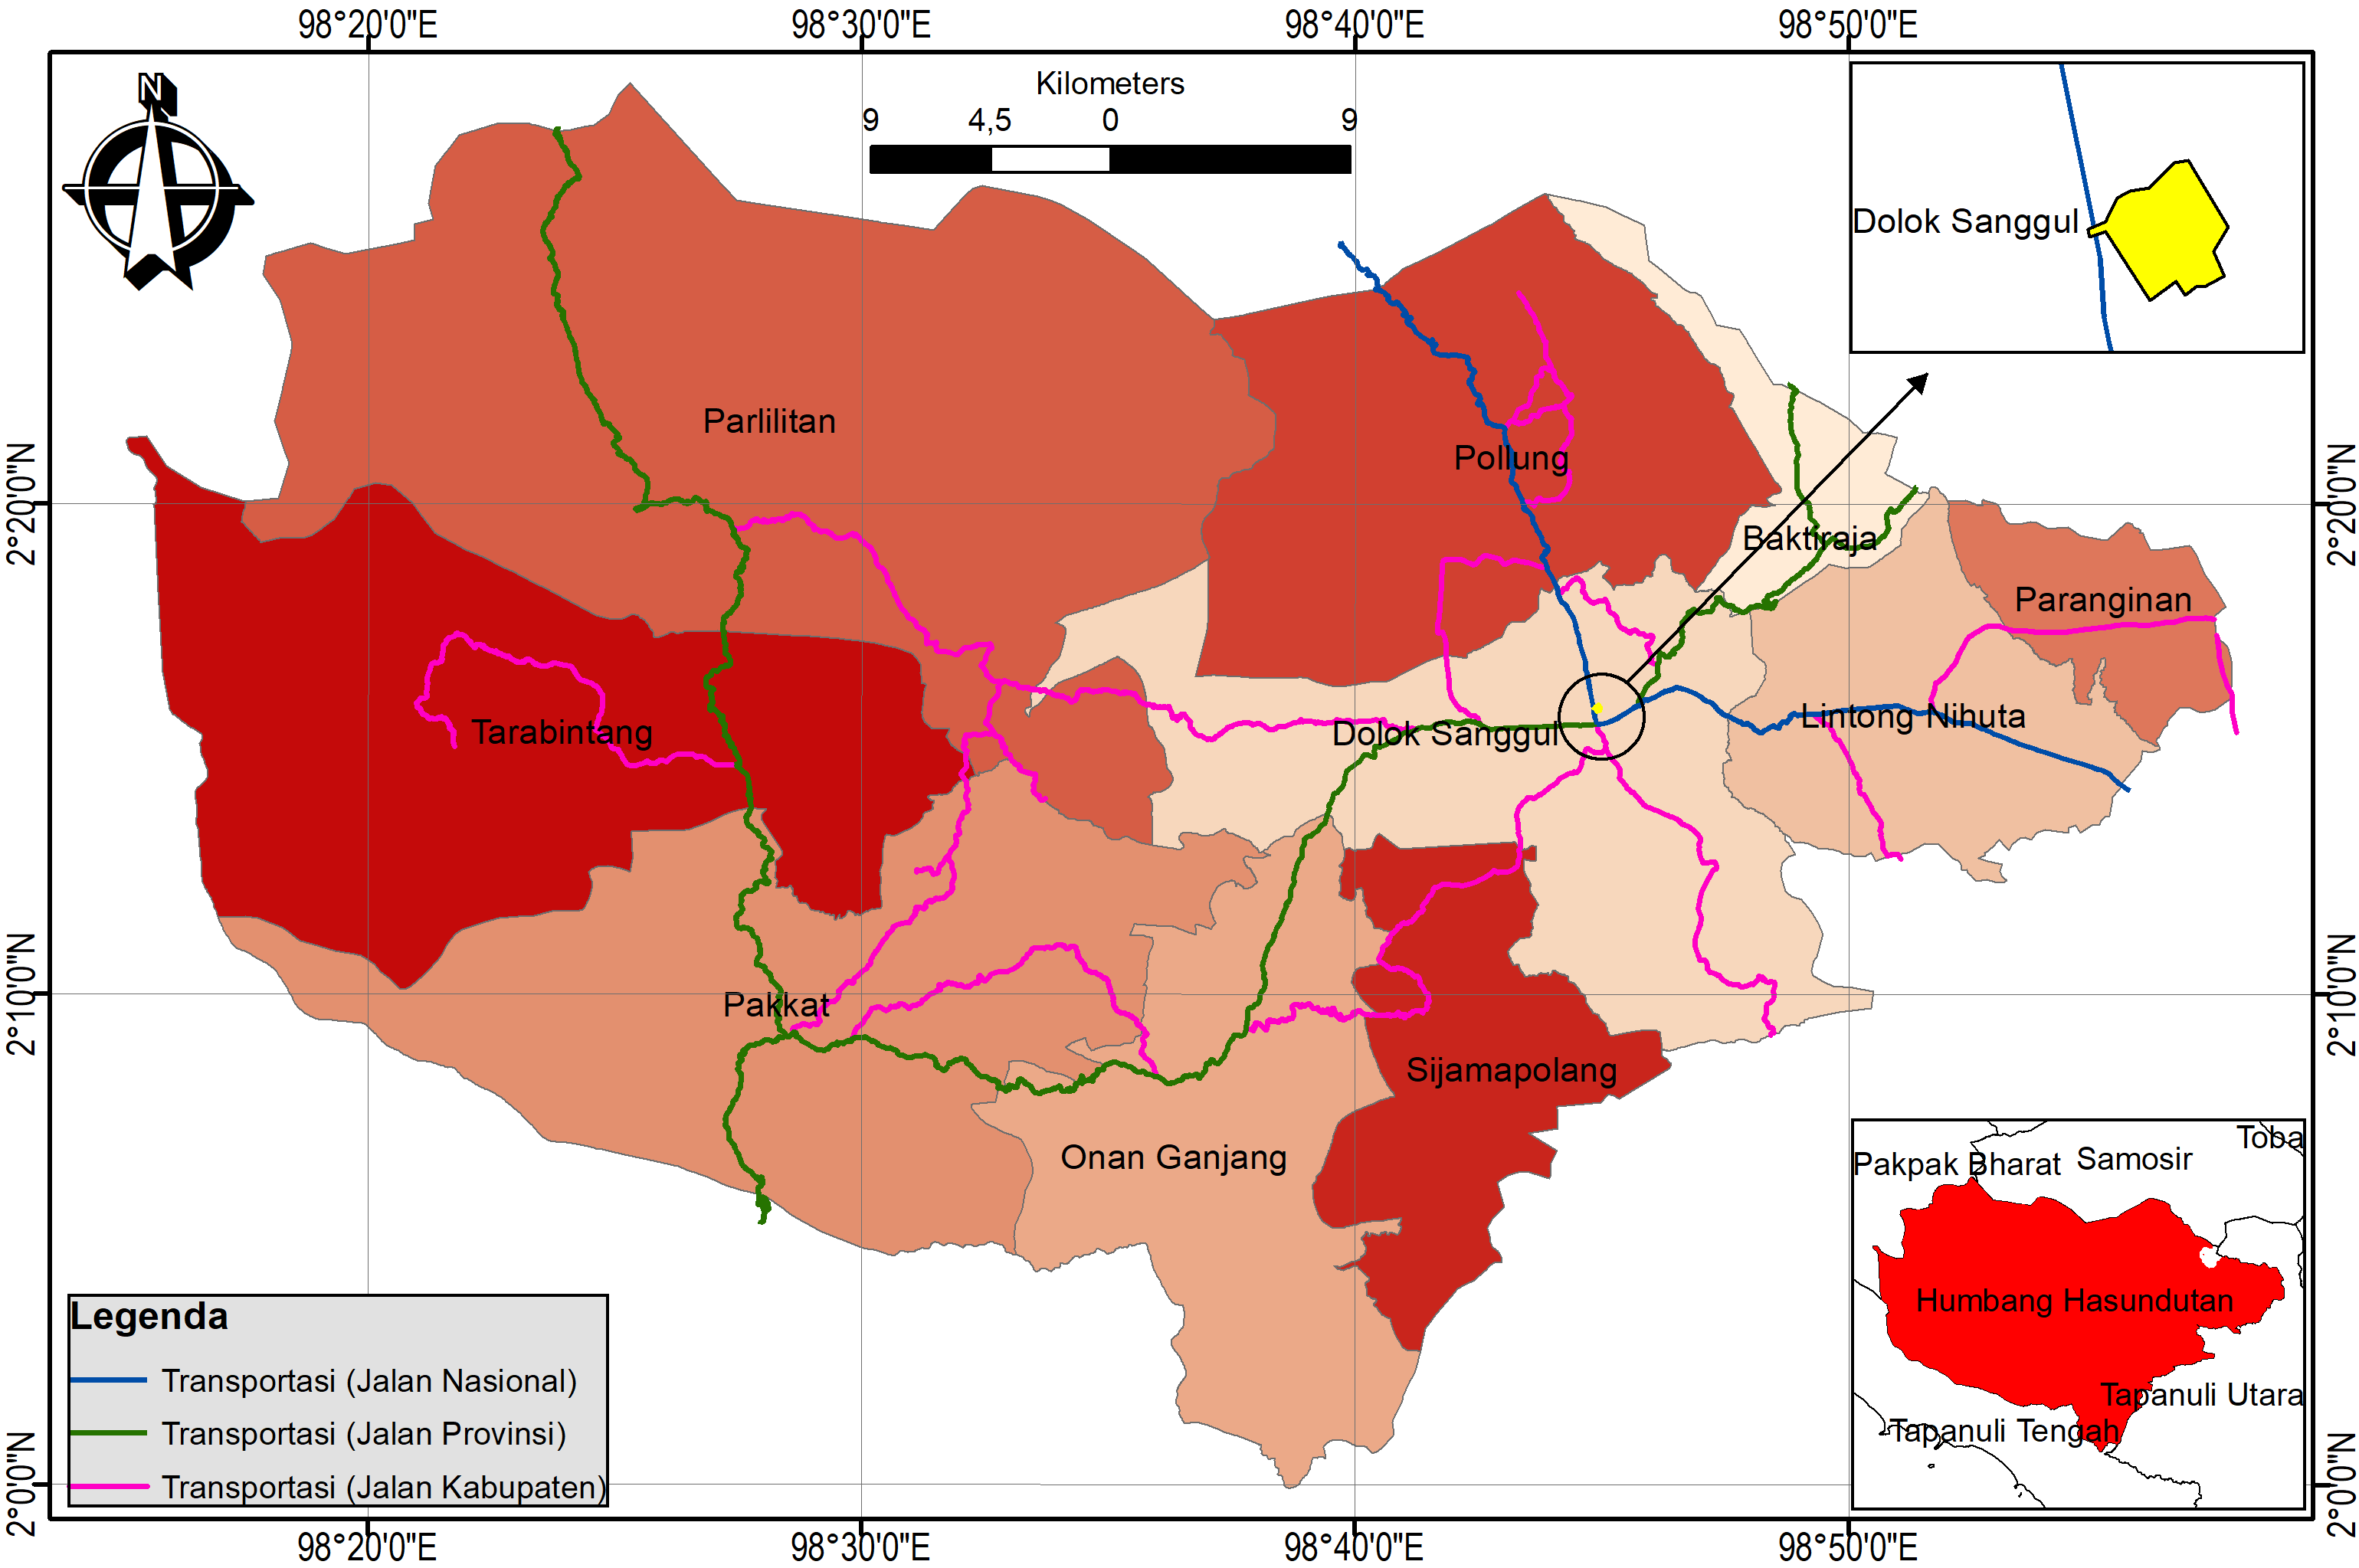 98°20'0"E 98°30'0"E 98°40'0"E 98°50'0"E
N
Kilometers
9 4,5 0 9
Dolok Sanggul
Parlilitan
Pollung
2°20'0"N 2°20'0"N
Baktiraja
Paranginan
Tarabintang
Dolok Sanggul
Lintong Nihuta
2°10'0"N 2°10'0"N
Pakkat
Sijamapolang
Onan Ganjang
Toba
Pakpak Bharat Samosir
Humbang Hasundutan
Tapanuli Utara
Tapanuli Tengah
Legenda
Transportasi (Jalan Nasional)
Transportasi (Jalan Provinsi)
Transportasi (Jalan Kabupaten)
2°0'0"N 2°0'0"N
98°20'0"E 98°30'0"E 98°40'0"E 98°50'0"E